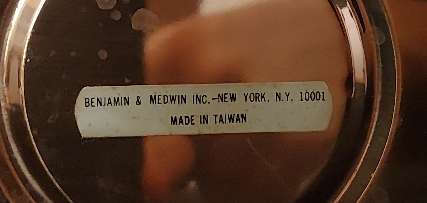 BENJAMIN & MEDWIN INC.-NEW YORK, N.Y. 10001
MADE IN TAIWAN